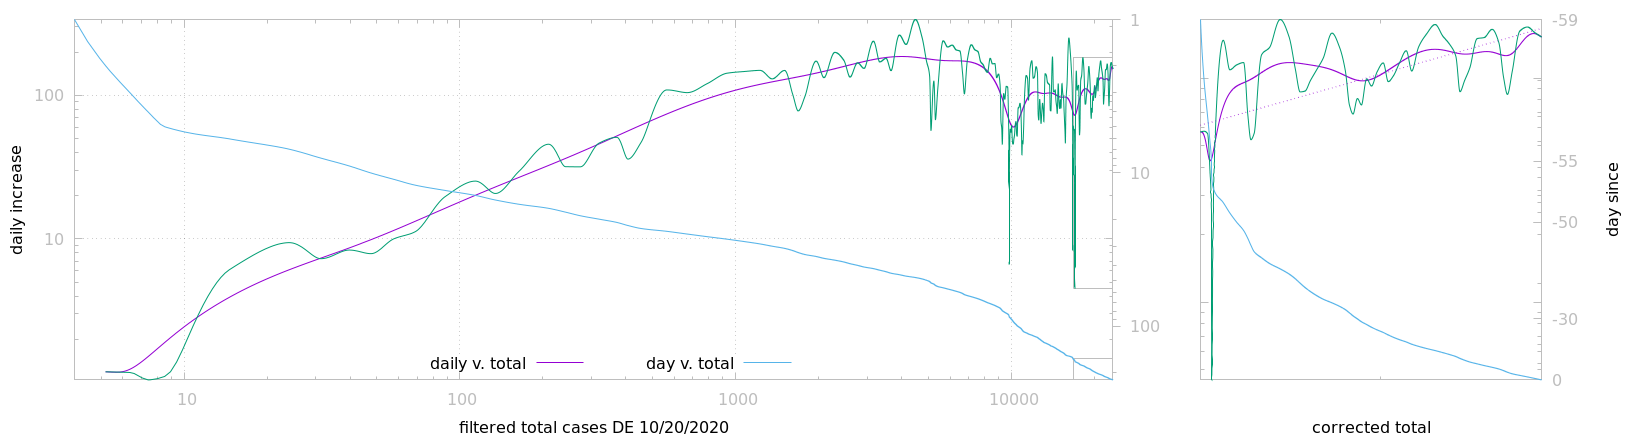 1
-59
100
daily increase
-55
10
day since
-50
10
100
-30
daily v. total
day v. total
0
10
100
1000
10000
filtered total cases DE 10/20/2020
corrected total